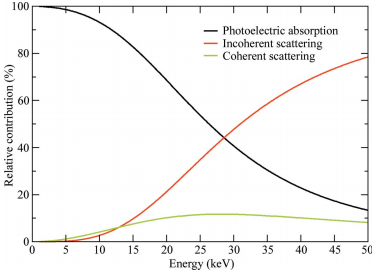 100
80
60
40
20
0
Relative contribution (%)
Photoelectric absorption
Incoherent scattering
Coherent scattering
0 5 10 15 20 25 30 35 40 45 50
Energy (keV)